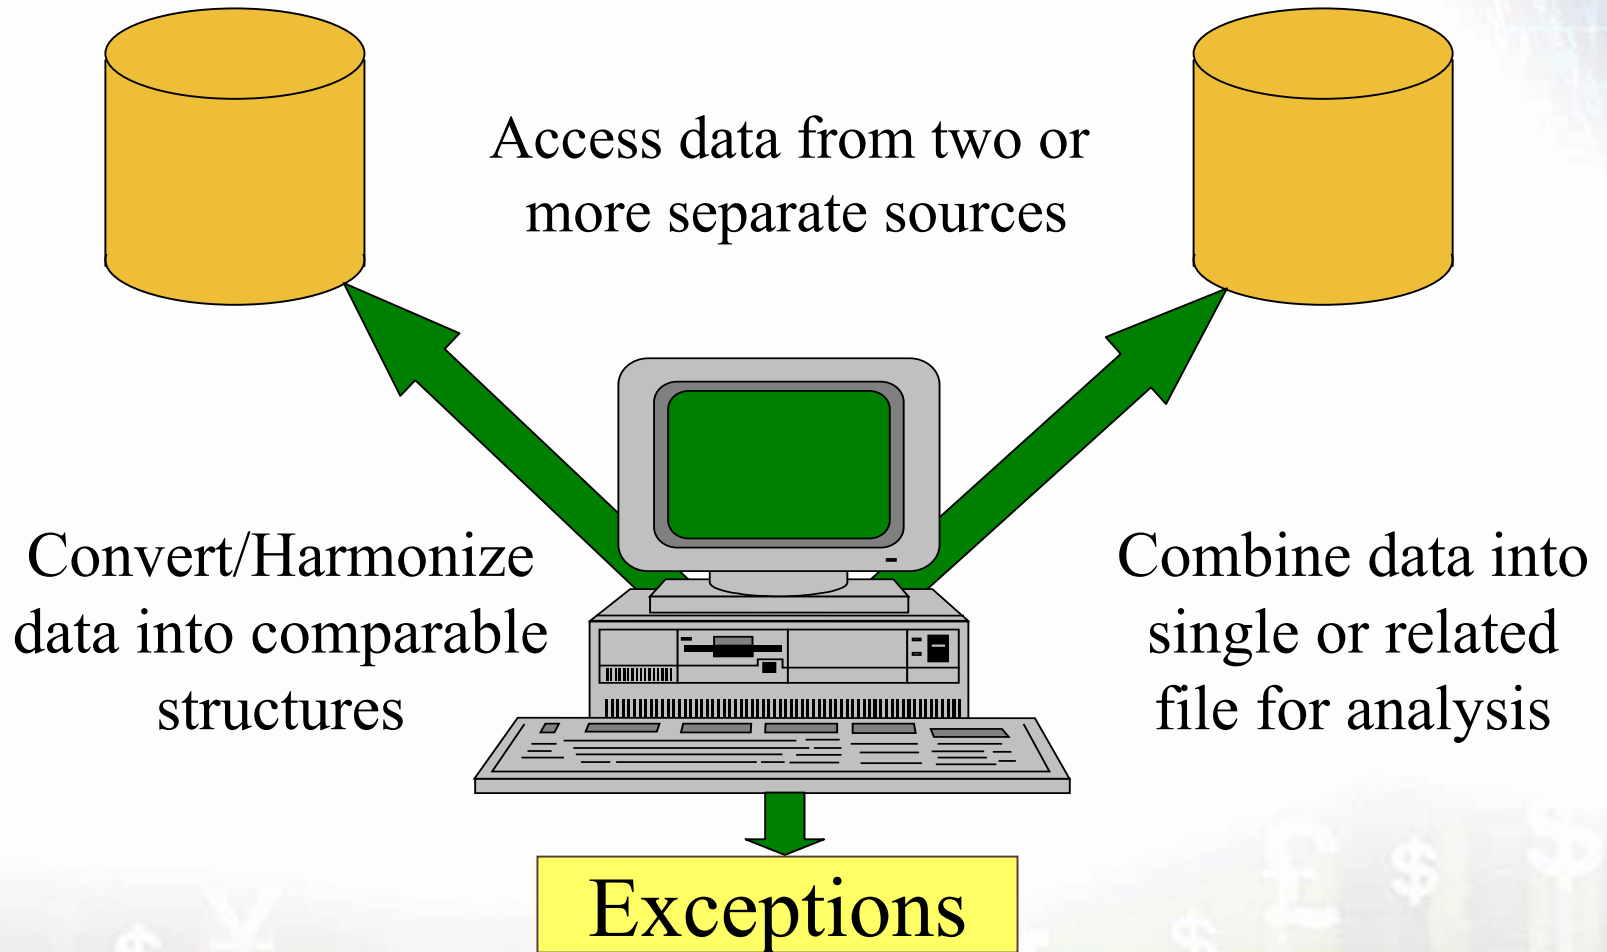 Access data from two or
more separate sources
Convert/Harmonize
data into comparable
structures
Combine data into
single or related
file for analysis
Exceptions